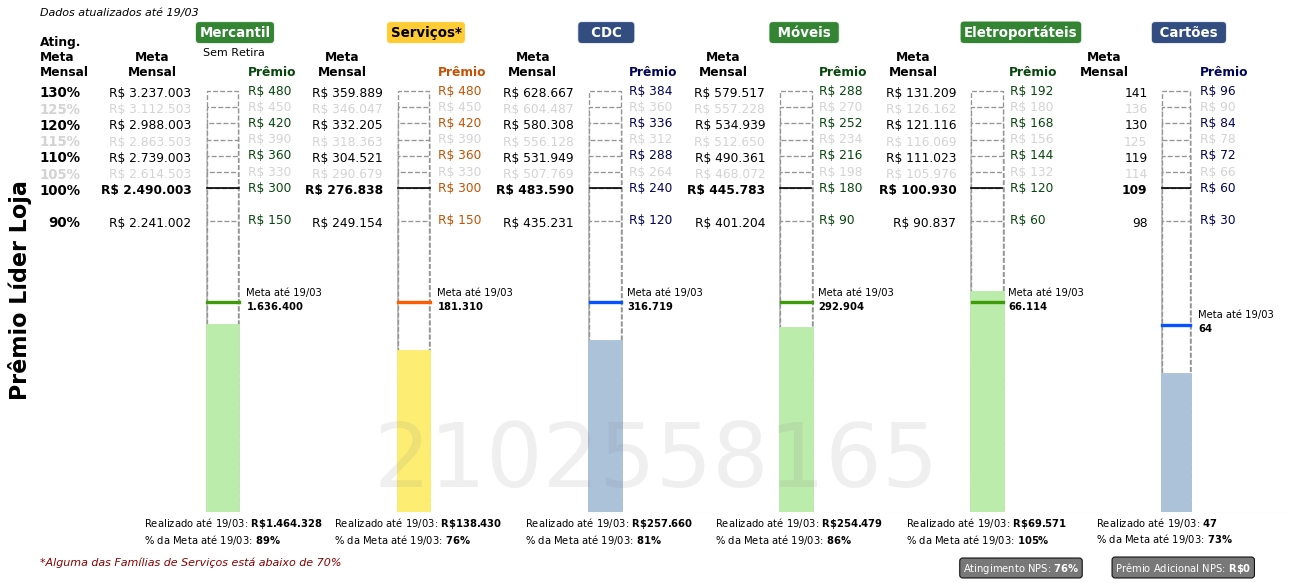 Dados atualizados até 19/03
Mercantil Serviços* CDC Móveis Eletroportáteis Cartões
Sem Retira
Ating. Meta Mensal Meta Mensal Prêmio Meta Mensal Prêmio Meta Mensal Prêmio Meta Mensal Prêmio Meta Mensal Prêmio Meta Mensal Prêmio
130% R$ 3.237.003 R$ 480 R$ 359.889 R$ 480 R$ 628.667 R$ 384 R$ 579.517 R$ 288 R$ 131.209 R$ 192 141 R$ 96
125% R$ 3.112.503 R$ 450 R$ 346.047 R$ 450 R$ 604.487 R$ 360 R$ 557.228 R$ 270 R$ 126.162 R$ 180 136 R$ 90
120% R$ 2.988.003 R$ 420 R$ 332.205 R$ 420 R$ 580.308 R$ 336 R$ 534.939 R$ 252 R$ 121.116 R$ 168 130 R$ 84
115% R$ 2.863.503 R$ 390 R$ 318.363 R$ 390 R$ 556.128 R$ 312 R$ 512.650 R$ 234 R$ 116.069 R$ 156 125 R$ 78
110% R$ 2.739.003 R$ 360 R$ 304.521 R$ 360 R$ 531.949 R$ 288 R$ 490.361 R$ 216 R$ 111.023 R$ 144 119 R$ 72
105% R$ 2.614.503 R$ 330 R$ 290.679 R$ 330 R$ 507.769 R$ 264 R$ 468.072 R$ 198 R$ 105.976 R$ 132 114 R$ 66
100% R$ 2.490.003 R$ 300 R$ 276.838 R$ 300 R$ 483.590 R$ 240 R$ 445.783 R$ 180 R$ 100.930 R$ 120 109 R$ 60
90% R$ 2.241.002 R$ 150 R$ 249.154 R$ 150 R$ 435.231 R$ 120 R$ 401.204 R$ 90 R$ 90.837 R$ 60 98 R$ 30
Prêmio Líder Loja
Meta até 19/03 Meta até 19/03 Meta até 19/03 Meta até 19/03 Meta até 19/03
1.636.400 181.310 316.719 292.904 66.114
Meta até 19/03
64
2102558165
Realizado até 19/03: R$1.464.328 Realizado até 19/03: R$138.430 Realizado até 19/03: R$257.660 Realizado até 19/03: R$254.479 Realizado até 19/03: R$69.571 Realizado até 19/03: 47
% da Meta até 19/03: 89% % da Meta até 19/03: 76% % da Meta até 19/03: 81% % da Meta até 19/03: 86% % da Meta até 19/03: 105% % da Meta até 19/03: 73%
*Alguma das Famílias de Serviços está abaixo de 70%
Atingimento NPS: 76% Prêmio Adicional NPS: R$0